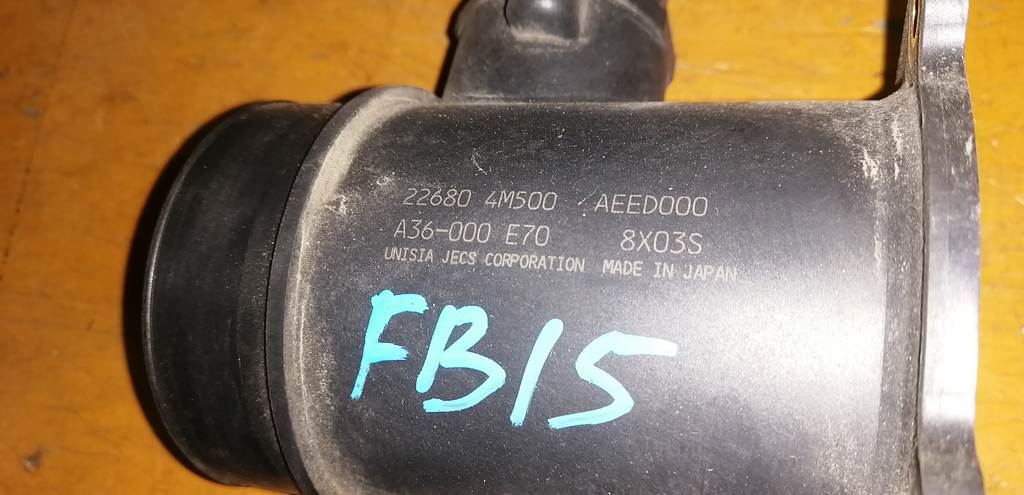 22680 4M500 AEED000
A36-000 E70 8X03S
UNISIA JECS CORPORATION MADE IN JAPAN
FB15